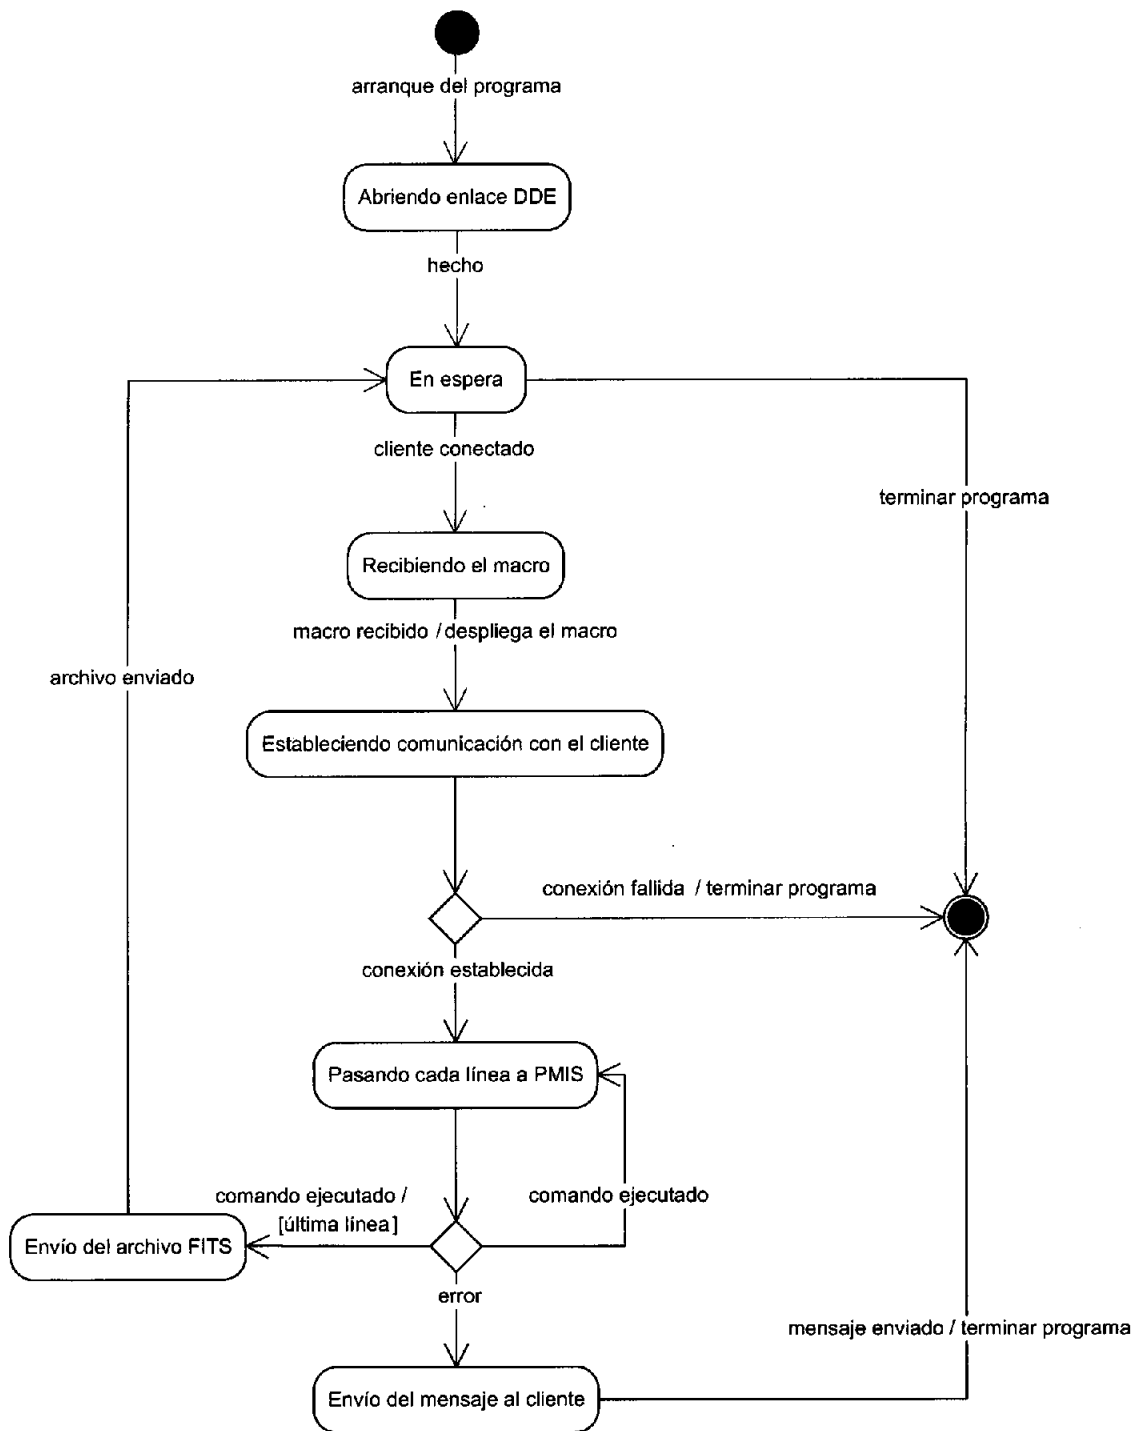 arranque del programa
Abriendo enlace DDE
hecho
En espera
cliente conectado
terminar programa
Recibiendo el macro
macro recibido / despliega el macro
archivo enviado
Estableciendo comunicación con el cliente
conexión fallida / terminar programa
conexión establecida
Pasando cada línea a PMIS
comando ejecutado /
[última línea]
comando ejecutado
Envío del archivo FITS
error
mensaje enviado / terminar programa
Envío del mensaje al cliente